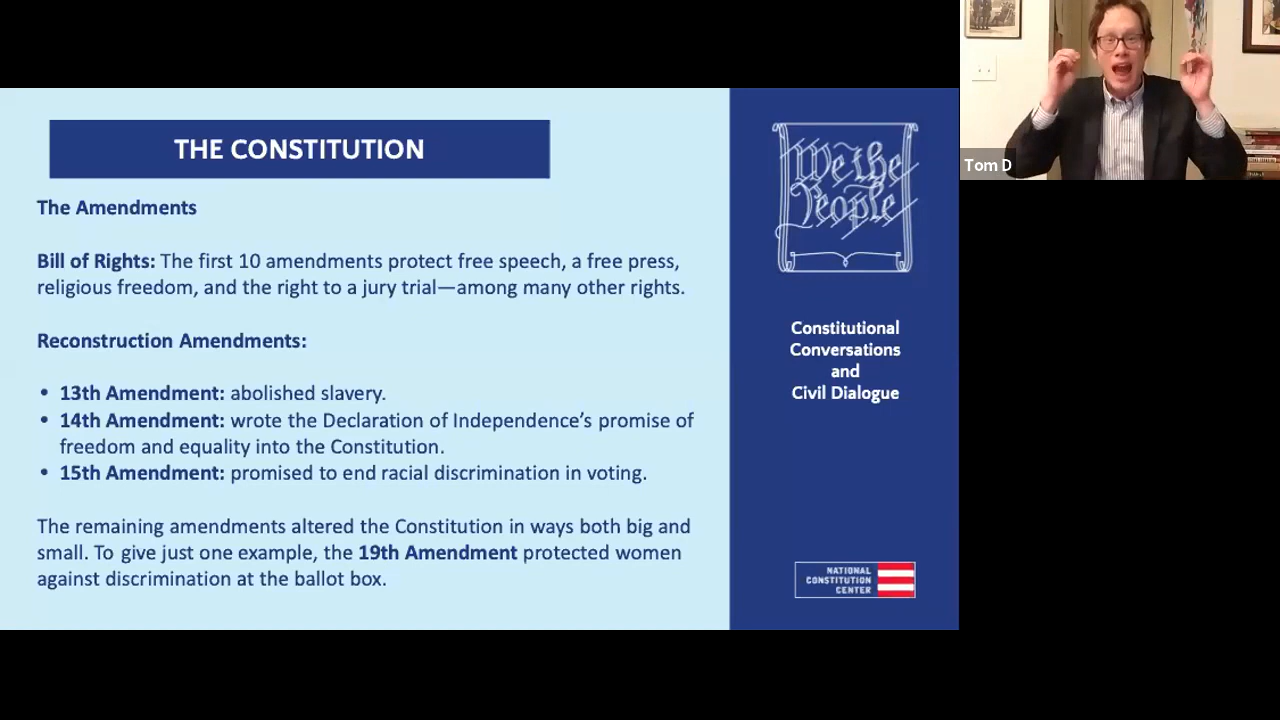 THE CONSTITUTION
The Amendments
Bill of Rights: The first 10 amendments protect free speech, a free press,
religious freedom, and the right to a jury trial—among many other rights.
Reconstruction Amendments:
• 13th Amendment: abolished slavery.
• 14th Amendment: wrote the Declaration of Independence’s promise of
freedom and equality into the Constitution.
• 15th Amendment: promised to end racial discrimination in voting.
The remaining amendments altered the Constitution in ways both big and
small. To give just one example, the 19th Amendment protected women
against discrimination at the ballot box.
We the
People
Constitutional
Conversations
and
Civil Dialogue
NATIONAL
CONSTITUTION
CENTER
Tom D